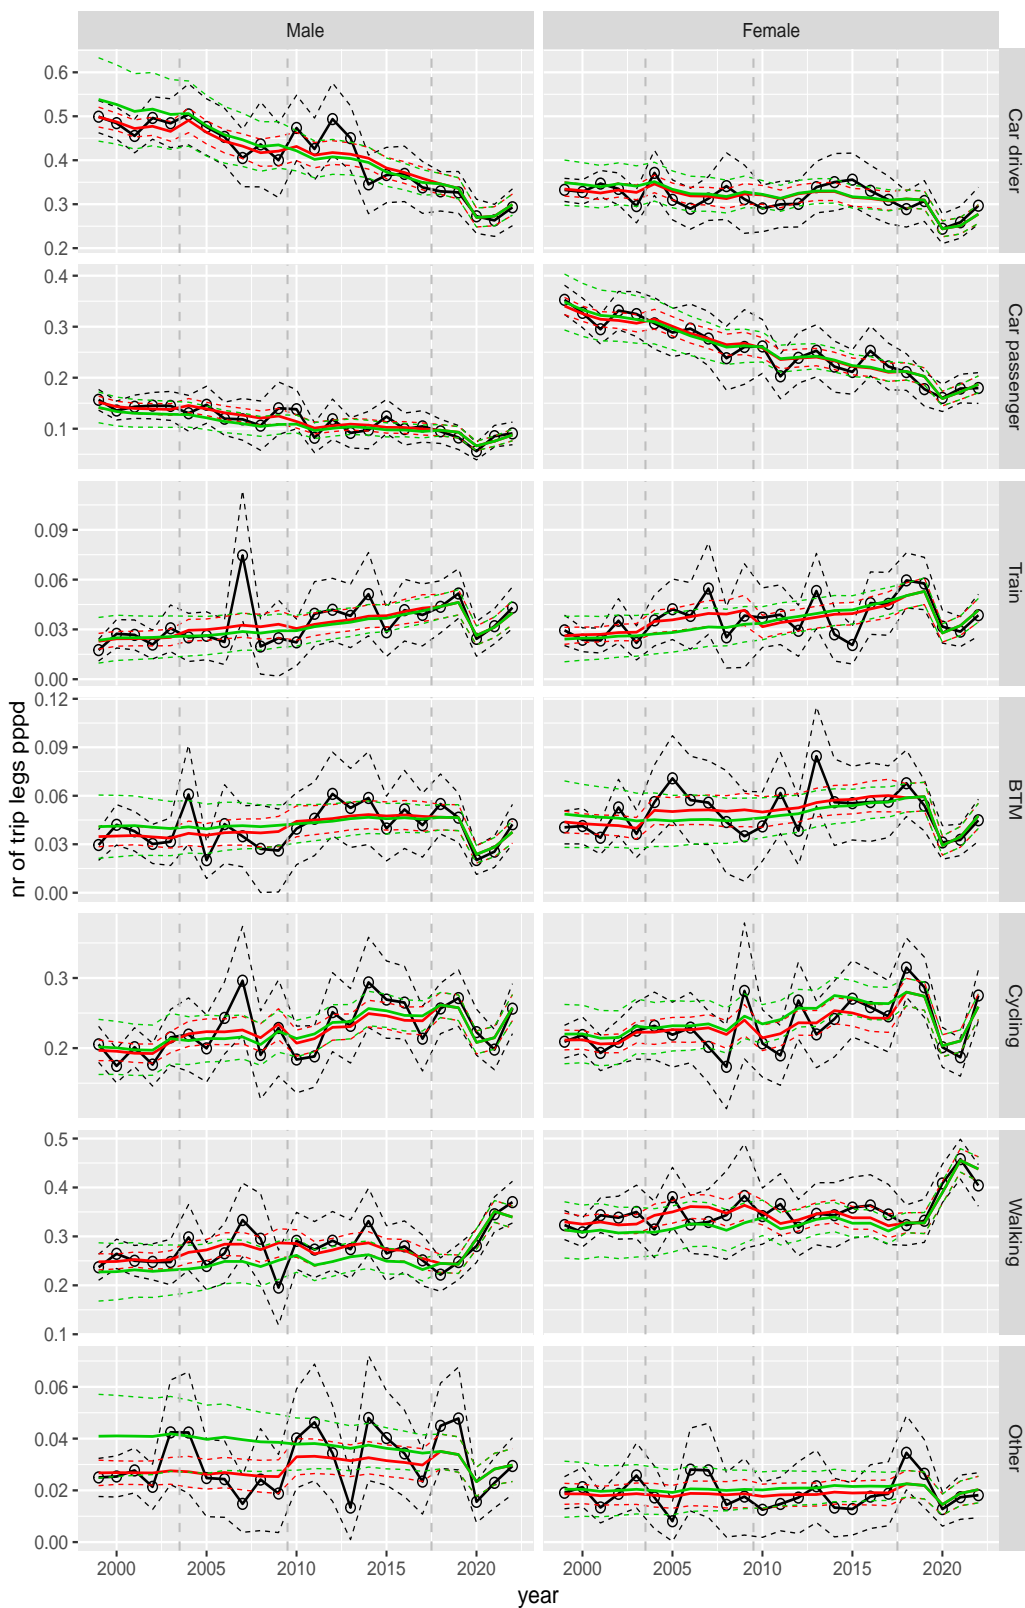 Male Female
0.6
0.5
0.4
0.3
0.2
Car driver
0.4
0.3
0.2
0.1
Car passenger
0.09
0.06
0.03
0.00
Train
0.12
0.09
0.06
0.03
0.00
BTM
0.3
0.2
Cycling
0.5
0.4
0.3
0.2
0.1
Walking
0.06
0.04
0.02
0.00
Other
nr of trip legs pppd
2000 2005 2010 2015 2020 2000 2005 2010 2015 2020
year